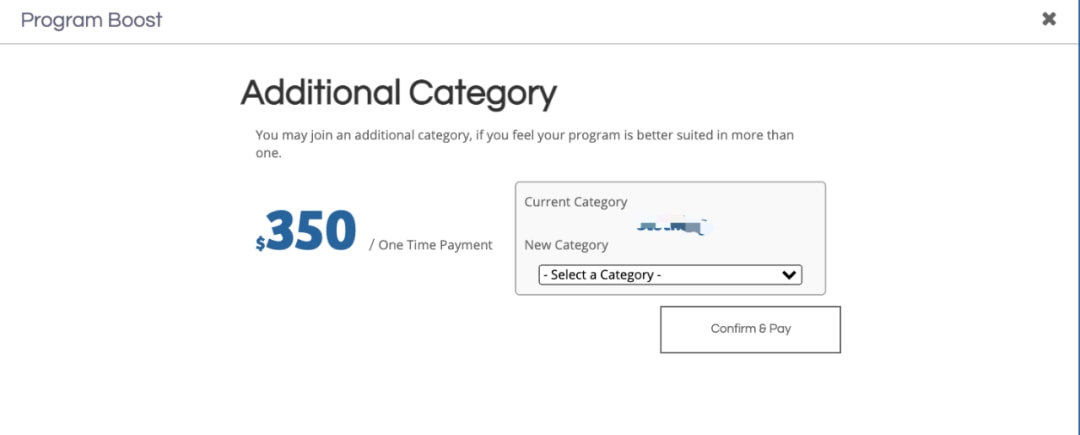 Program Boost
Additional Category
You may join an additional category, if you feel your program is better suited in more than
one.
$350 / One Time Payment
Current Category
New Category
- Select a Category -
Confirm & Pay